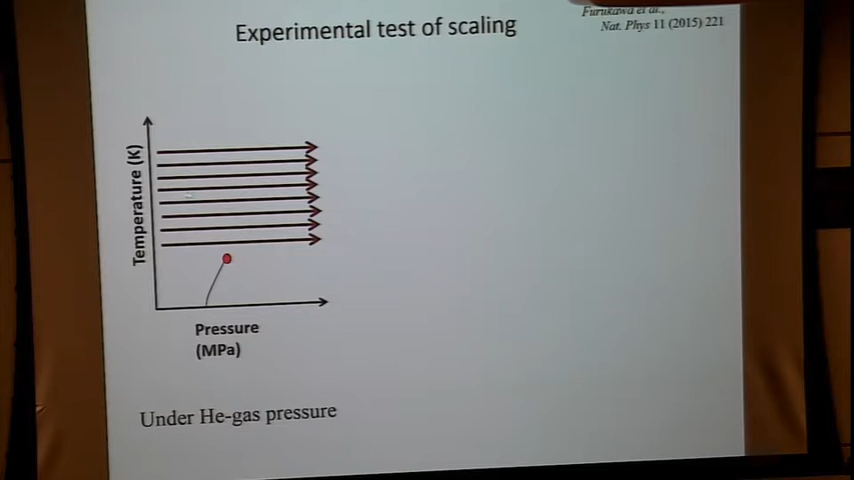 Experimental test of scaling
Furukawa et al.,
Nat. Phys 11 (2015) 221
Temperature (K)
Pressure
(MPa)
Under He-gas pressure